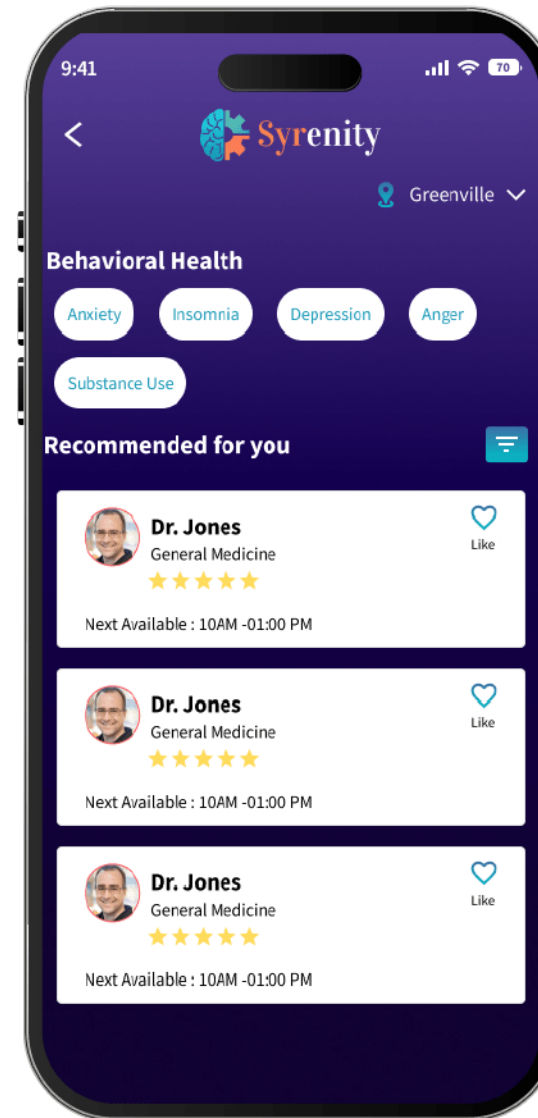 9:41
70
Syrenity
Greenville
Behavioral Health
Anxiety Insomnia Depression Anger
Substance Use
Recommended for you
Dr. Jones
General Medicine
Like
Next Available : 10AM -01:00 PM
Dr. Jones
General Medicine
Like
Next Available : 10AM -01:00 PM
Dr. Jones
General Medicine
Like
Next Available : 10AM -01:00 PM